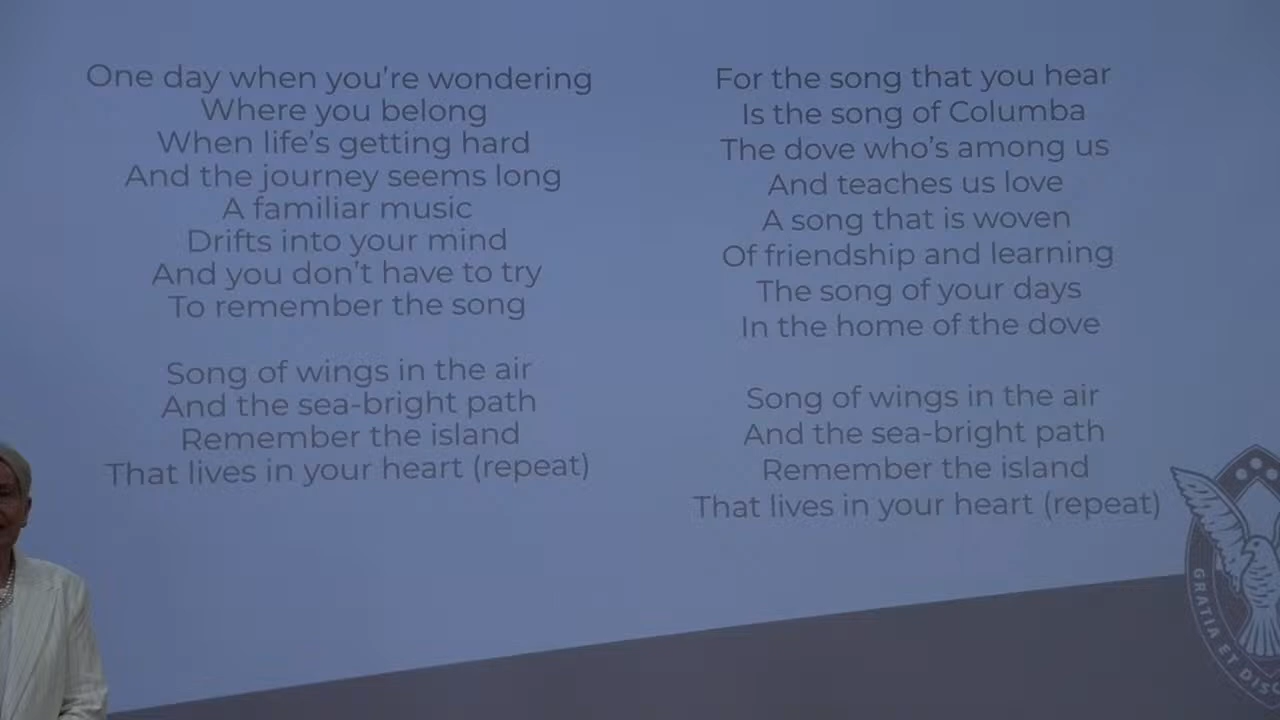 One day when you're wondering
Where you belong
When life's getting hard
And the journey seems long
A familiar music
Drifts into your mind
And you don't have to try
To remember the song
Song of wings in the air
And the sea-bright path
Remember the island
That lives in your heart (repeat)
For the song that you hear
Is the song of Columba
The dove who's among us
And teaches us love
A song that is woven
Of friendship and learning
The song of your days
In the home of the dove
Song of wings in the air
And the sea-bright path
Remember the island
That lives in your heart (repeat)
GRATIA ET